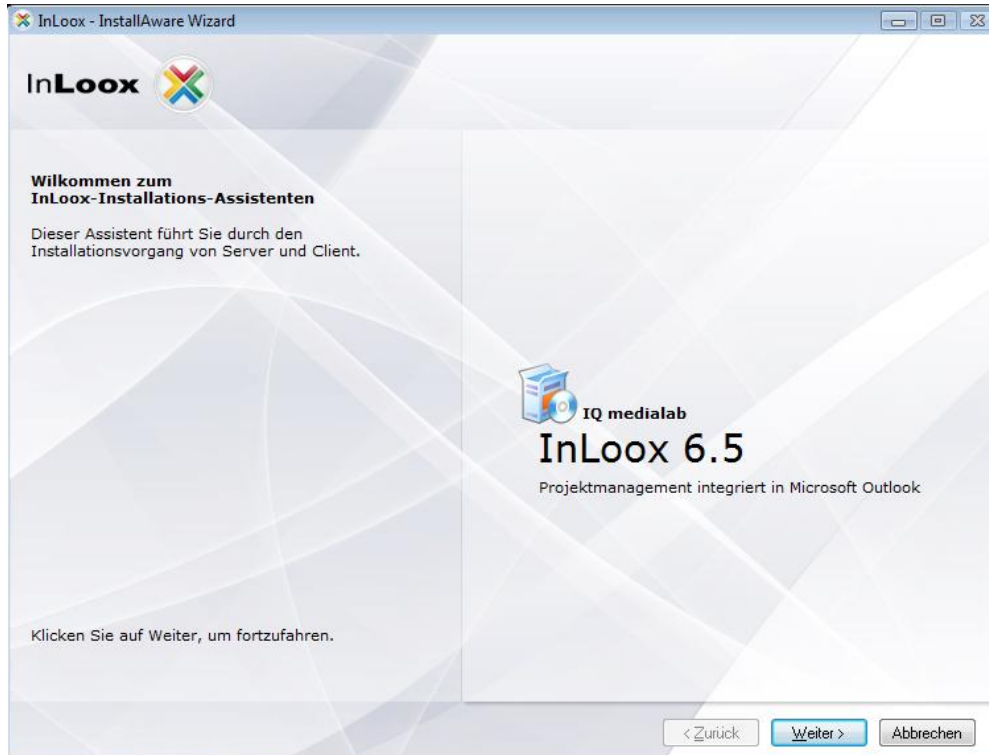 InLoox - InstallAware Wizard
InLoox
Wilkommen zum
InLoox-Installations-Assistenten
Dieser Assistent führt Sie durch den
Installationsvorgang von Server und Client.
IQ medialab
InLoox 6.5
Projektmanagement integriert in Microsoft Outlook
Klicken Sie auf Weiter, um fortzufahren.
< Zurück Weiter > Abbrechen